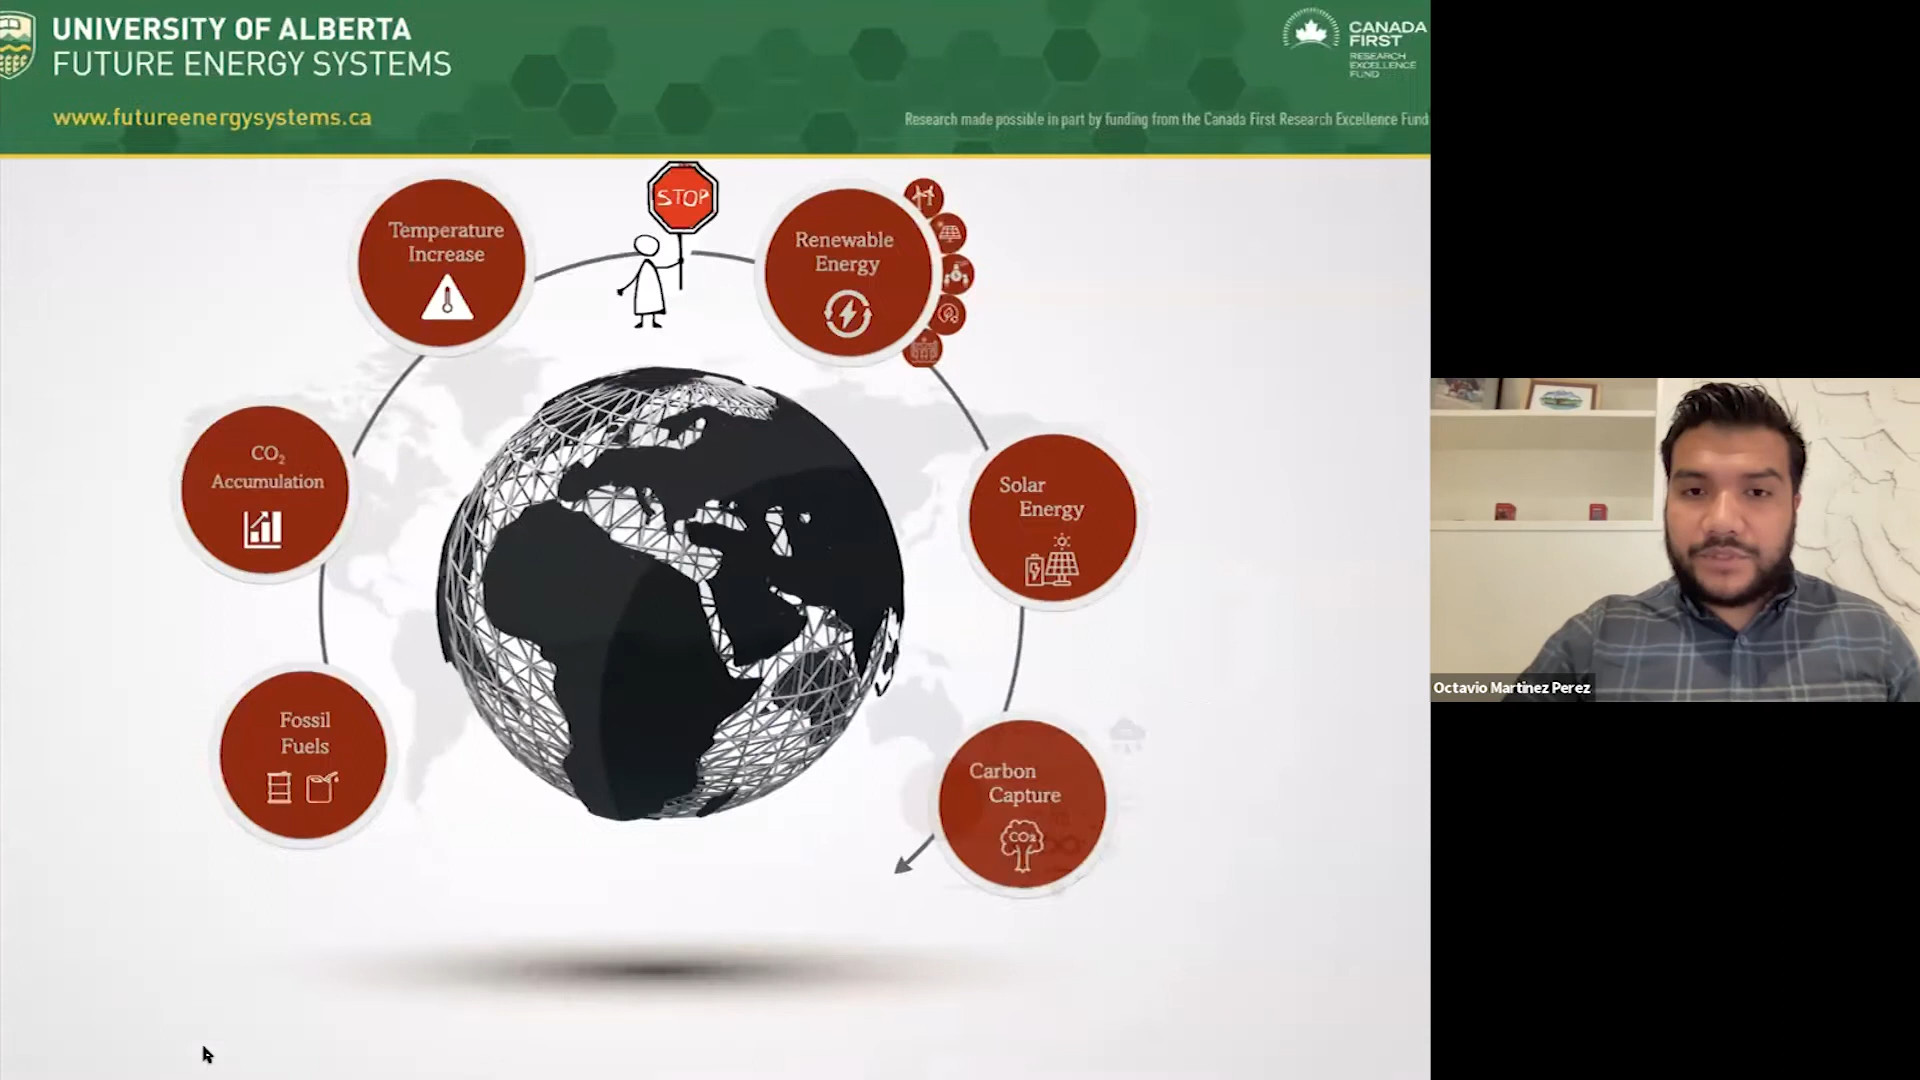 UNIVERSITY OF ALBERTA
FUTURE ENERGY SYSTEMS
www.futureenergysystems.ca
CANADA
FIRST
RESEARCH
EXCELLENCE
FUND
Research made possible in part by funding from the Canada First Research Excellence Fund
STOP
Temperature
Increase
Renewable
Energy
CO₂
Accumulation
Solar
Energy
Fossil
Fuels
Carbon
Capture
CO₂
Octavio Martinez Perez